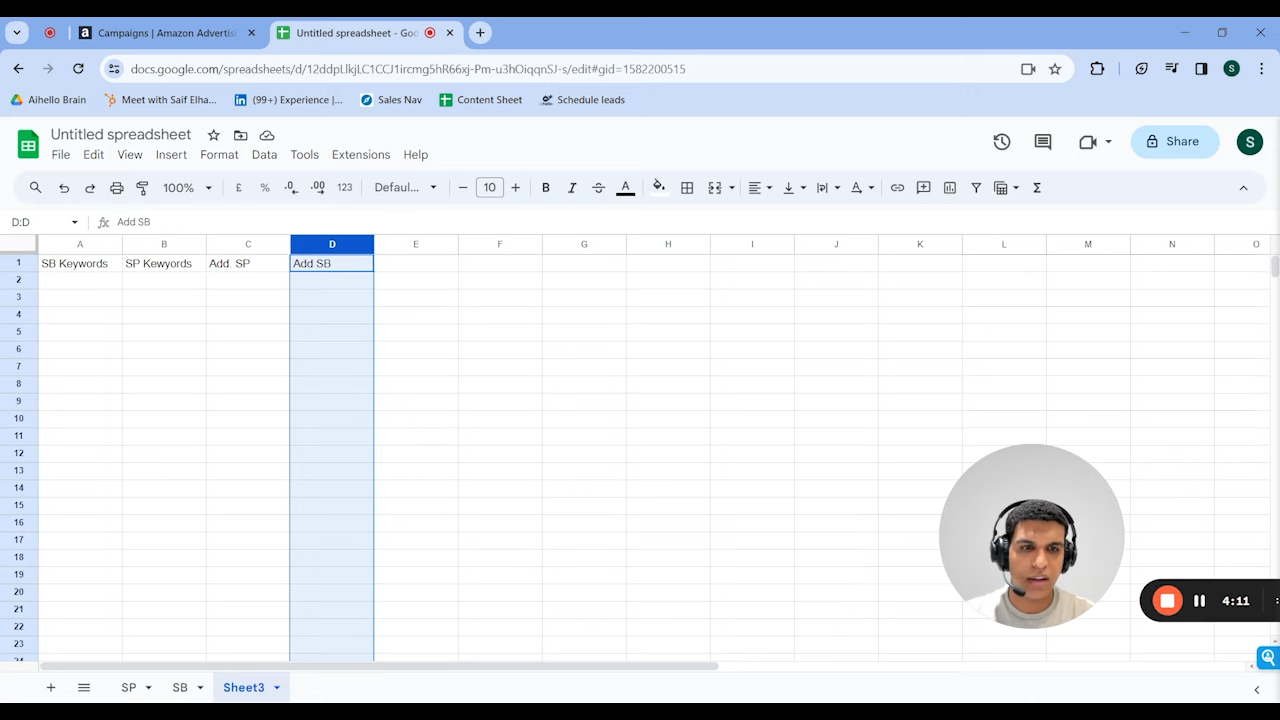 Campaigns | Amazon Advertisi
Untitled spreadsheet - Goo
docs.google.com/spreadsheets/d/12ddpLlkjLC1CCJ1ircmg5hR66xj-Pm-u3hOiqqnSJ-s/edit#gid=1582200515
S
Aihello Brain
Meet with Saif Elha...
(99+) Experience |...
Sales Nav
Content Sheet
Schedule leads
Untitled spreadsheet
File Edit View Insert Format Data Tools Extensions Help
Share
S
100% £ % .0 .00 123 Defaul... 10 B I S A
D:D
fx Add SB
A B C D E F G H I J K L M N O
1 SB Keywords SP Kewyords Add  SP Add SB
2
3
4
5
6
7
8
9
10
11
12
13
14
15
16
17
18
19
20
21
22
23
24
4:11
SP SB Sheet3